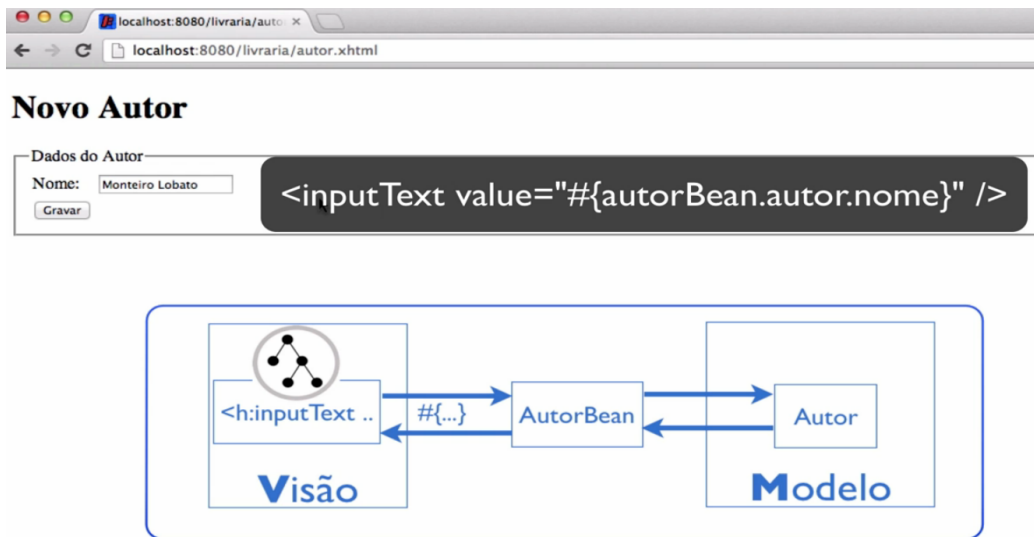 localhost:8080/livraria/auto
localhost:8080/livraria/autor.xhtml
Novo Autor
Dados do Autor
Nome: Monteiro Lobato
<inputText value="#{autorBean.autor.nome}" />
Gravar
<h:inputText .. #{...} AutorBean Autor
Visão Modelo